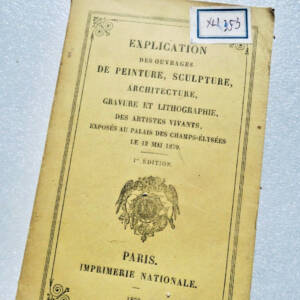 XLI 353
EXPLICATION
DES OUVRAGES
DE PEINTURE, SCULPTURE,
ARCHITECTURE,
GRAVURE ET LITHOGRAPHIE,
DES ARTISTES VIVANTS,
EXPOSÉS AU PALAIS DES CHAMPS-ÉLYSÉES
LE 12 MAI 1879.
1re ÉDITION.
PARIS.
IMPRIMERIE NATIONALE.